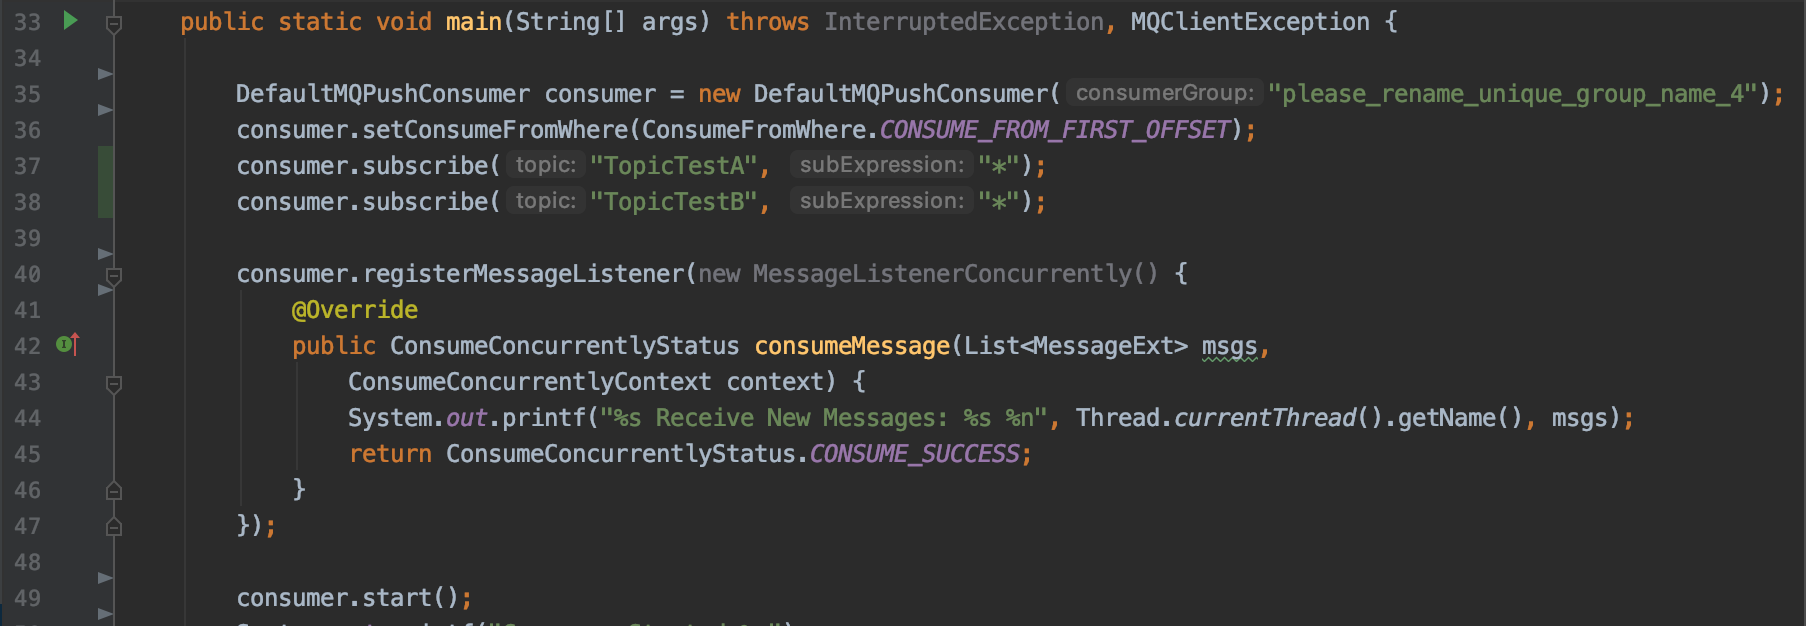 33 public static void main(String[] args) throws InterruptedException, MQClientException {
34
35 DefaultMQPushConsumer consumer = new DefaultMQPushConsumer( consumerGroup: "please_rename_unique_group_name_4");
36 consumer.setConsumeFromWhere(ConsumeFromWhere.CONSUME_FROM_FIRST_OFFSET);
37 consumer.subscribe( topic: "TopicTestA", subExpression: "*");
38 consumer.subscribe( topic: "TopicTestB", subExpression: "*");
39
40 consumer.registerMessageListener(new MessageListenerConcurrently() {
41 @Override
42 public ConsumeConcurrentlyStatus consumeMessage(List<MessageExt> msgs,
43 ConsumeConcurrentlyContext context) {
44 System.out.printf("%s Receive New Messages: %s %n", Thread.currentThread().getName(), msgs);
45 return ConsumeConcurrentlyStatus.CONSUME_SUCCESS;
46 }
47 });
48
49 consumer.start();